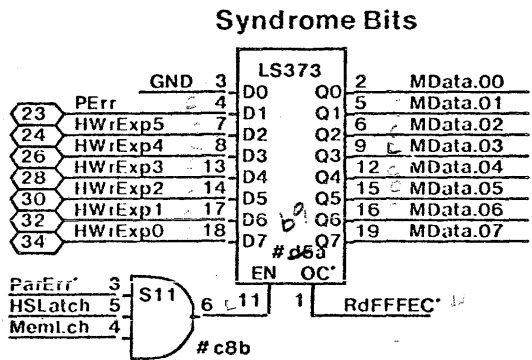 Syndrome Bits
LS373
GND 3 D0 Q0 2 MData.00
23 PErr 4 D1 Q1 5 MData.01
24 HWrExp5 7 D2 Q2 6 MData.02
26 HWrExp4 8 D3 Q3 9 MData.03
28 HWrExp3 13 D4 Q4 12 MData.04
30 HWrExp2 14 D5 Q5 15 MData.05
32 HWrExp1 17 D6 Q6 16 MData.06
34 HWrExp0 18 D7 Q7 19 MData.07
b9
#d5a
EN OC'
ParErr' 3
HSLatch 5 S11 6 11 1 RdFFFEC'
MemLch 4
#c8b